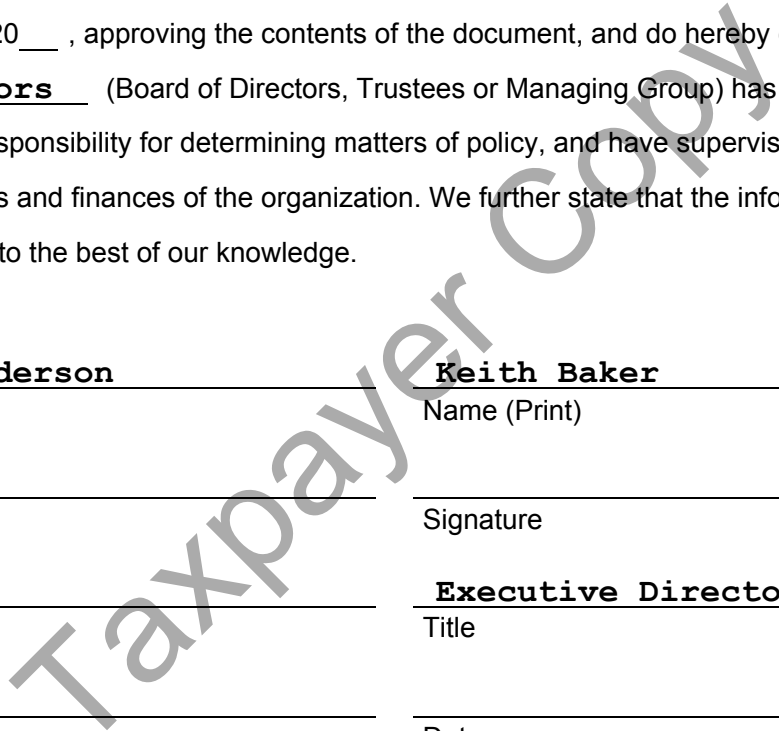 20___ , approving the contents of the document, and do hereby
ors (Board of Directors, Trustees or Managing Group) has
sponsibility for determining matters of policy, and have supervis
s and finances of the organization. We further state that the info
to the best of our knowledge.
derson
Keith Baker
Name (Print)
Signature
Executive Directo
Title
Taxpayer Copy